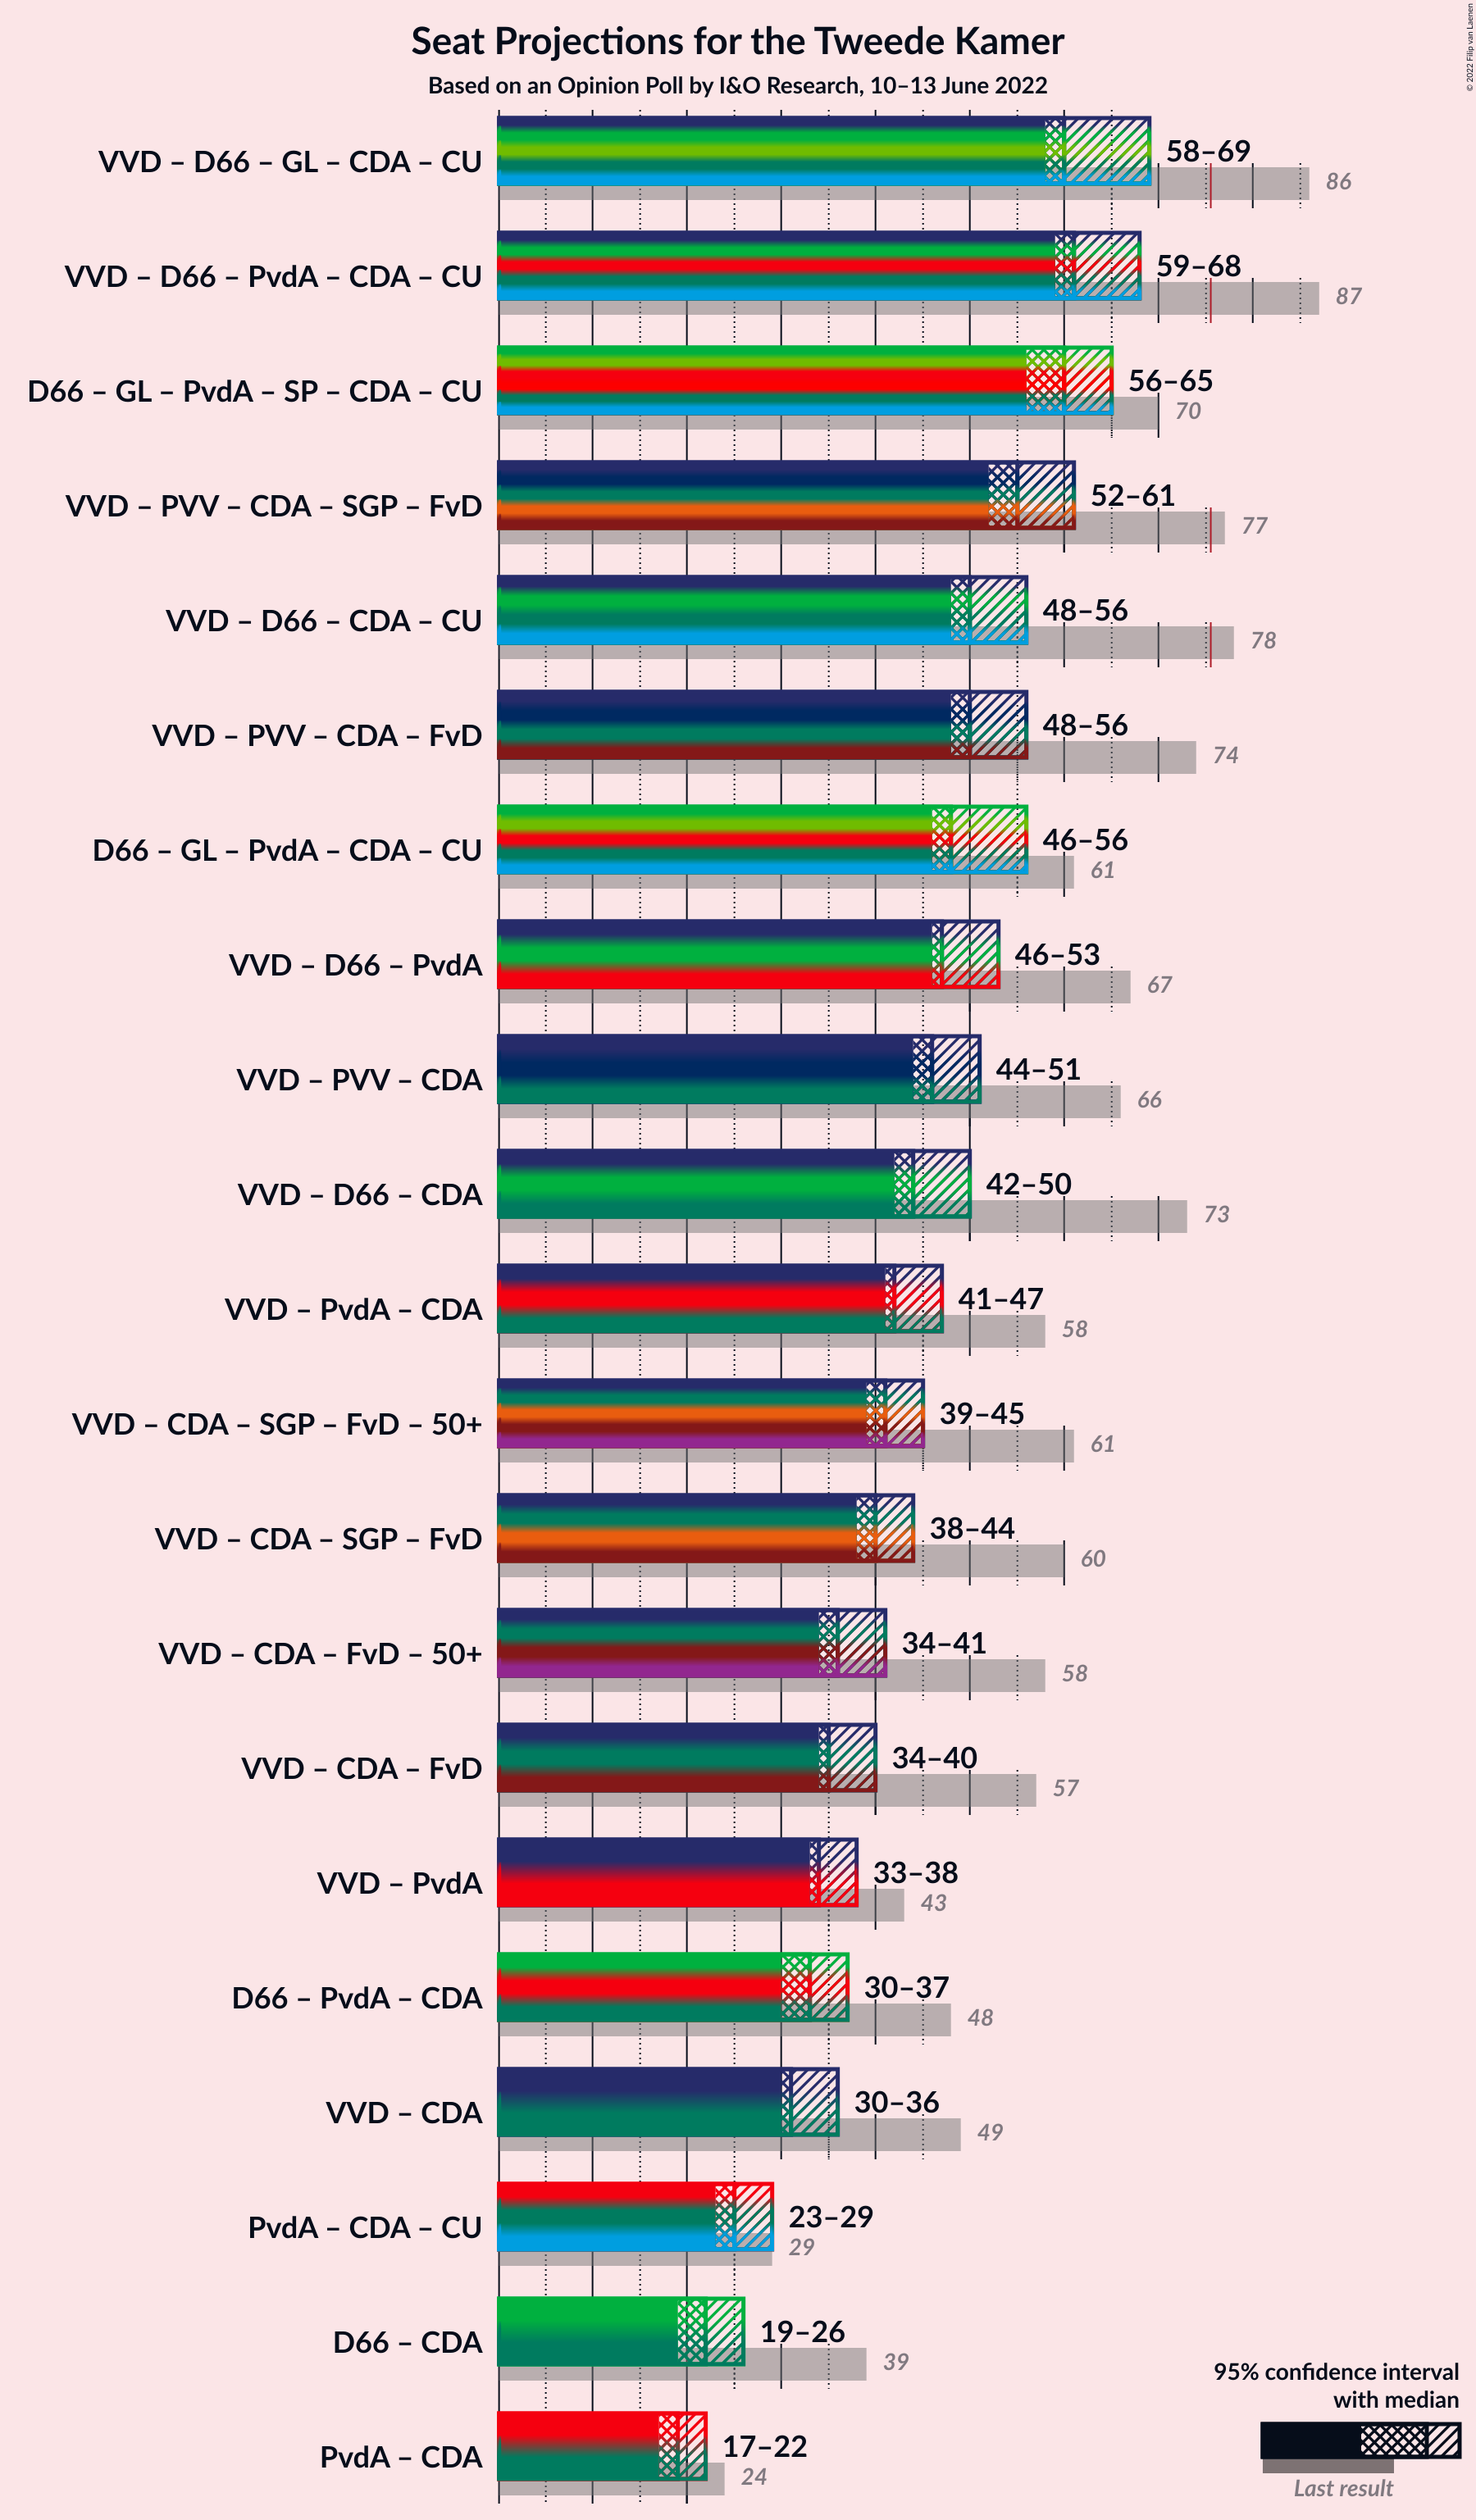 Seat Projections for the Tweede Kamer
Based on an Opinion Poll by I&O Research, 10–13 June 2022
© 2022 Filip van Laenen
VVD – D66 – GL – CDA – CU
58–69
86
VVD – D66 – PvdA – CDA – CU
59–68
87
D66 – GL – PvdA – SP – CDA – CU
56–65
70
VVD – PVV – CDA – SGP – FvD
52–61
77
VVD – D66 – CDA – CU
48–56
78
VVD – PVV – CDA – FvD
48–56
74
D66 – GL – PvdA – CDA – CU
46–56
61
VVD – D66 – PvdA
46–53
67
VVD – PVV – CDA
44–51
66
VVD – D66 – CDA
42–50
73
VVD – PvdA – CDA
41–47
58
VVD – CDA – SGP – FvD – 50+
39–45
61
VVD – CDA – SGP – FvD
38–44
60
VVD – CDA – FvD – 50+
34–41
58
VVD – CDA – FvD
34–40
57
VVD – PvdA
33–38
43
D66 – PvdA – CDA
30–37
48
VVD – CDA
30–36
49
PvdA – CDA – CU
23–29
29
D66 – CDA
19–26
39
PvdA – CDA
17–22
24
95% confidence interval
with median
Last result